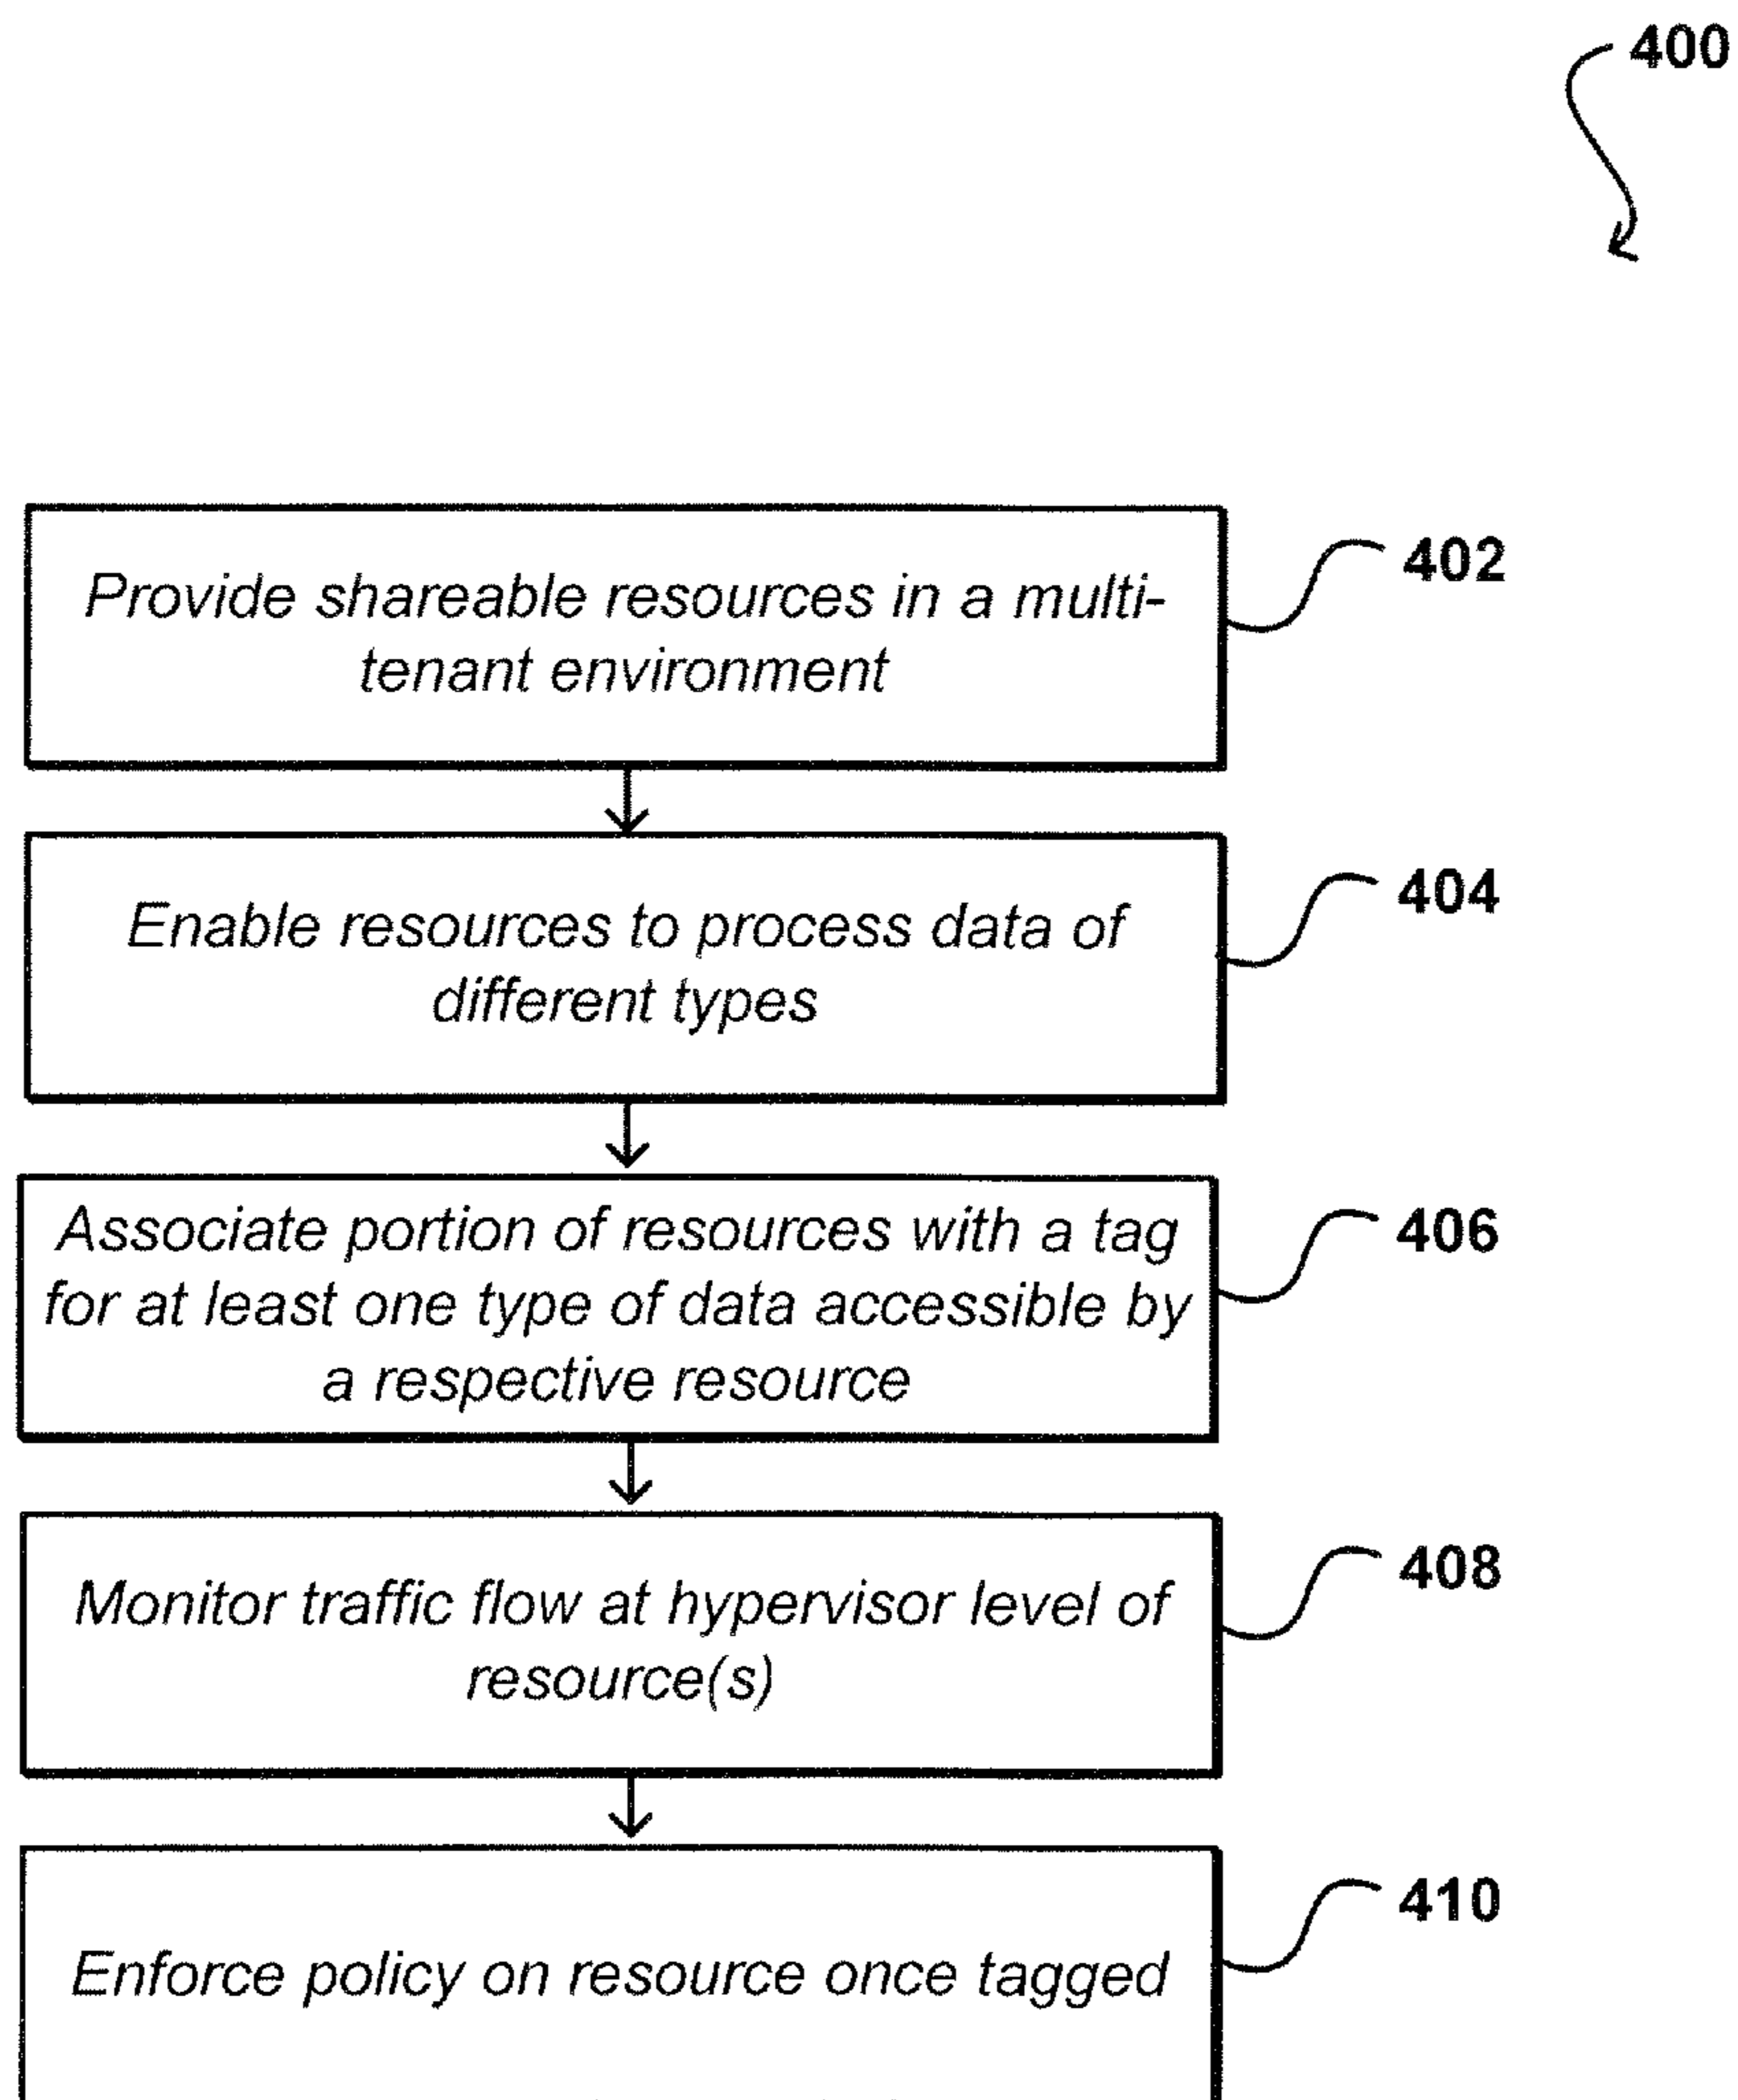 400
Provide shareable resources in a multi-
tenant environment
402
Enable resources to process data of
different types
404
Associate portion of resources with a tag
for at least one type of data accessible by
a respective resource
406
Monitor traffic flow at hypervisor level of
resource(s)
408
Enforce policy on resource once tagged
410